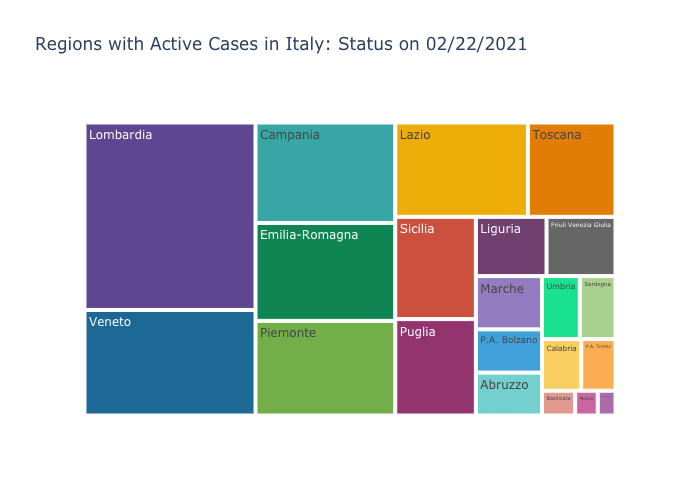 Regions with Active Cases in Italy: Status on 02/22/2021
Lombardia
Campania
Lazio
Toscana
Emilia-Romagna
Sicilia
Liguria
Friuli Venezia Giulia
Marche
Umbria
Sardegna
Veneto
Piemonte
Puglia
P.A. Bolzano
Calabria
P.A. Trento
Abruzzo
Basilicata
Molise